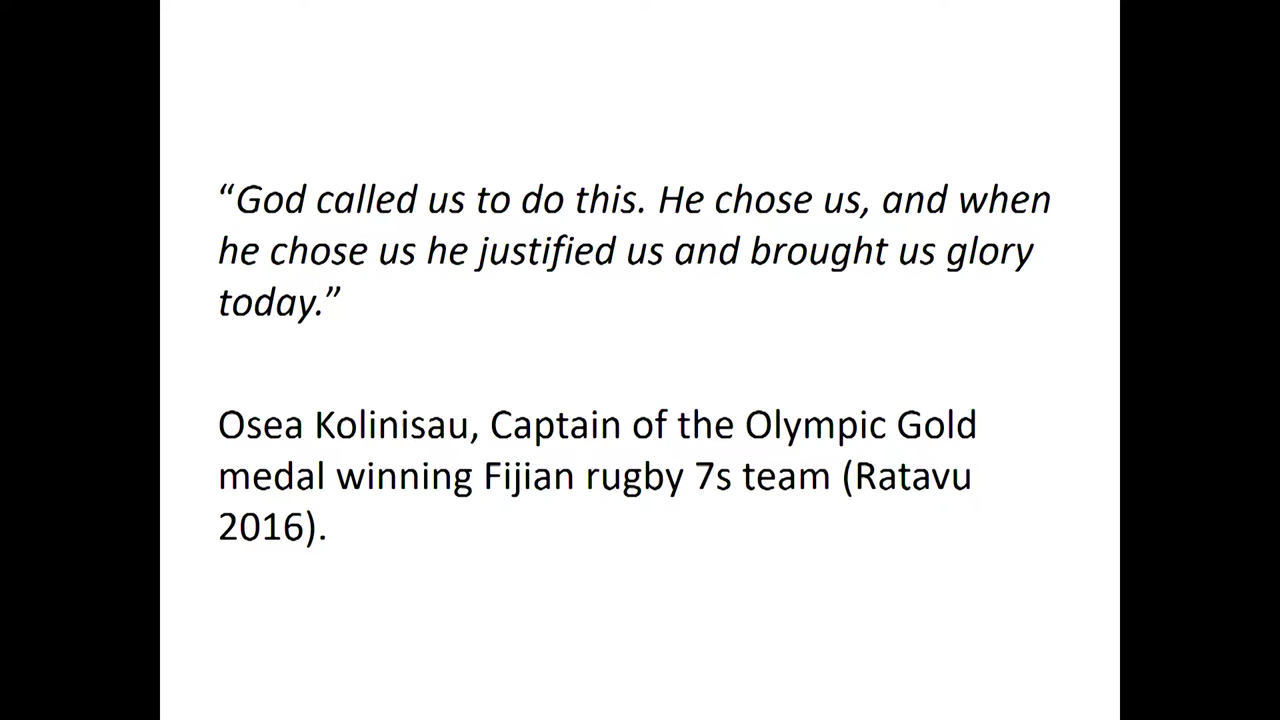 “God called us to do this. He chose us, and when
he chose us he justified us and brought us glory
today.”
Osea Kolinisau, Captain of the Olympic Gold
medal winning Fijian rugby 7s team (Ratavu
2016).